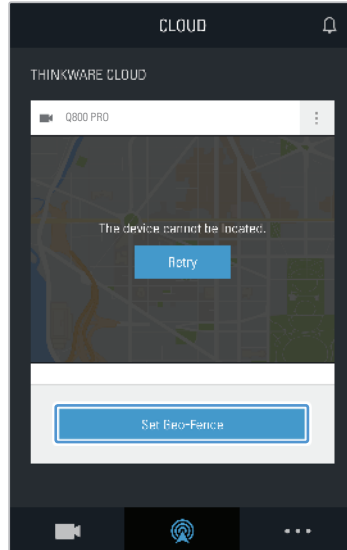 CLOUD
THINKWARE CLOUD
Q800 PRO
The device cannot be located.
Retry
Set Geo-Fence